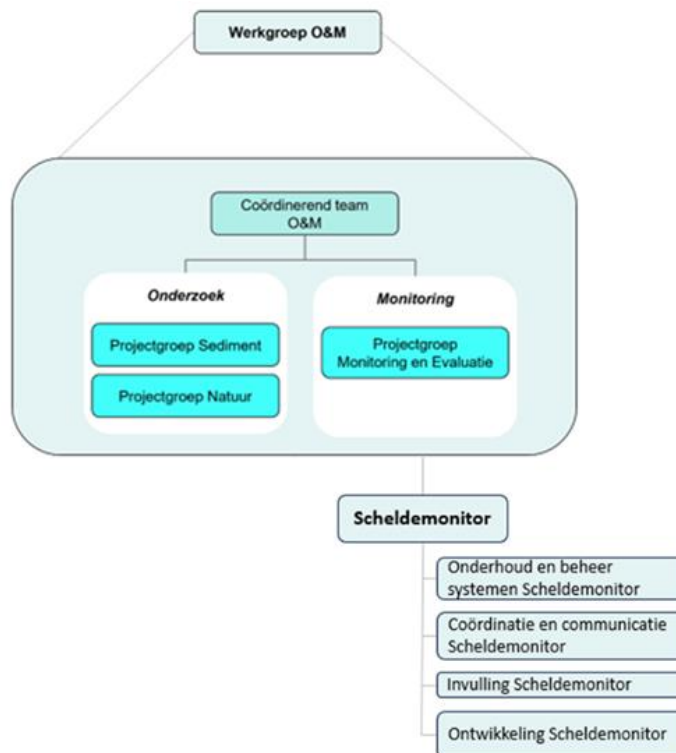 Werkgroep O&M
Coördinerend team
O&M
Onderzoek
Projectgroep Sediment
Projectgroep Natuur
Monitoring
Projectgroep
Monitoring en Evaluatie
Scheldemonitor
Onderhoud en beheer
systemen Scheldemonitor
Coördinatie en communicatie
Scheldemonitor
Invulling Scheldemonitor
Ontwikkeling Scheldemonitor